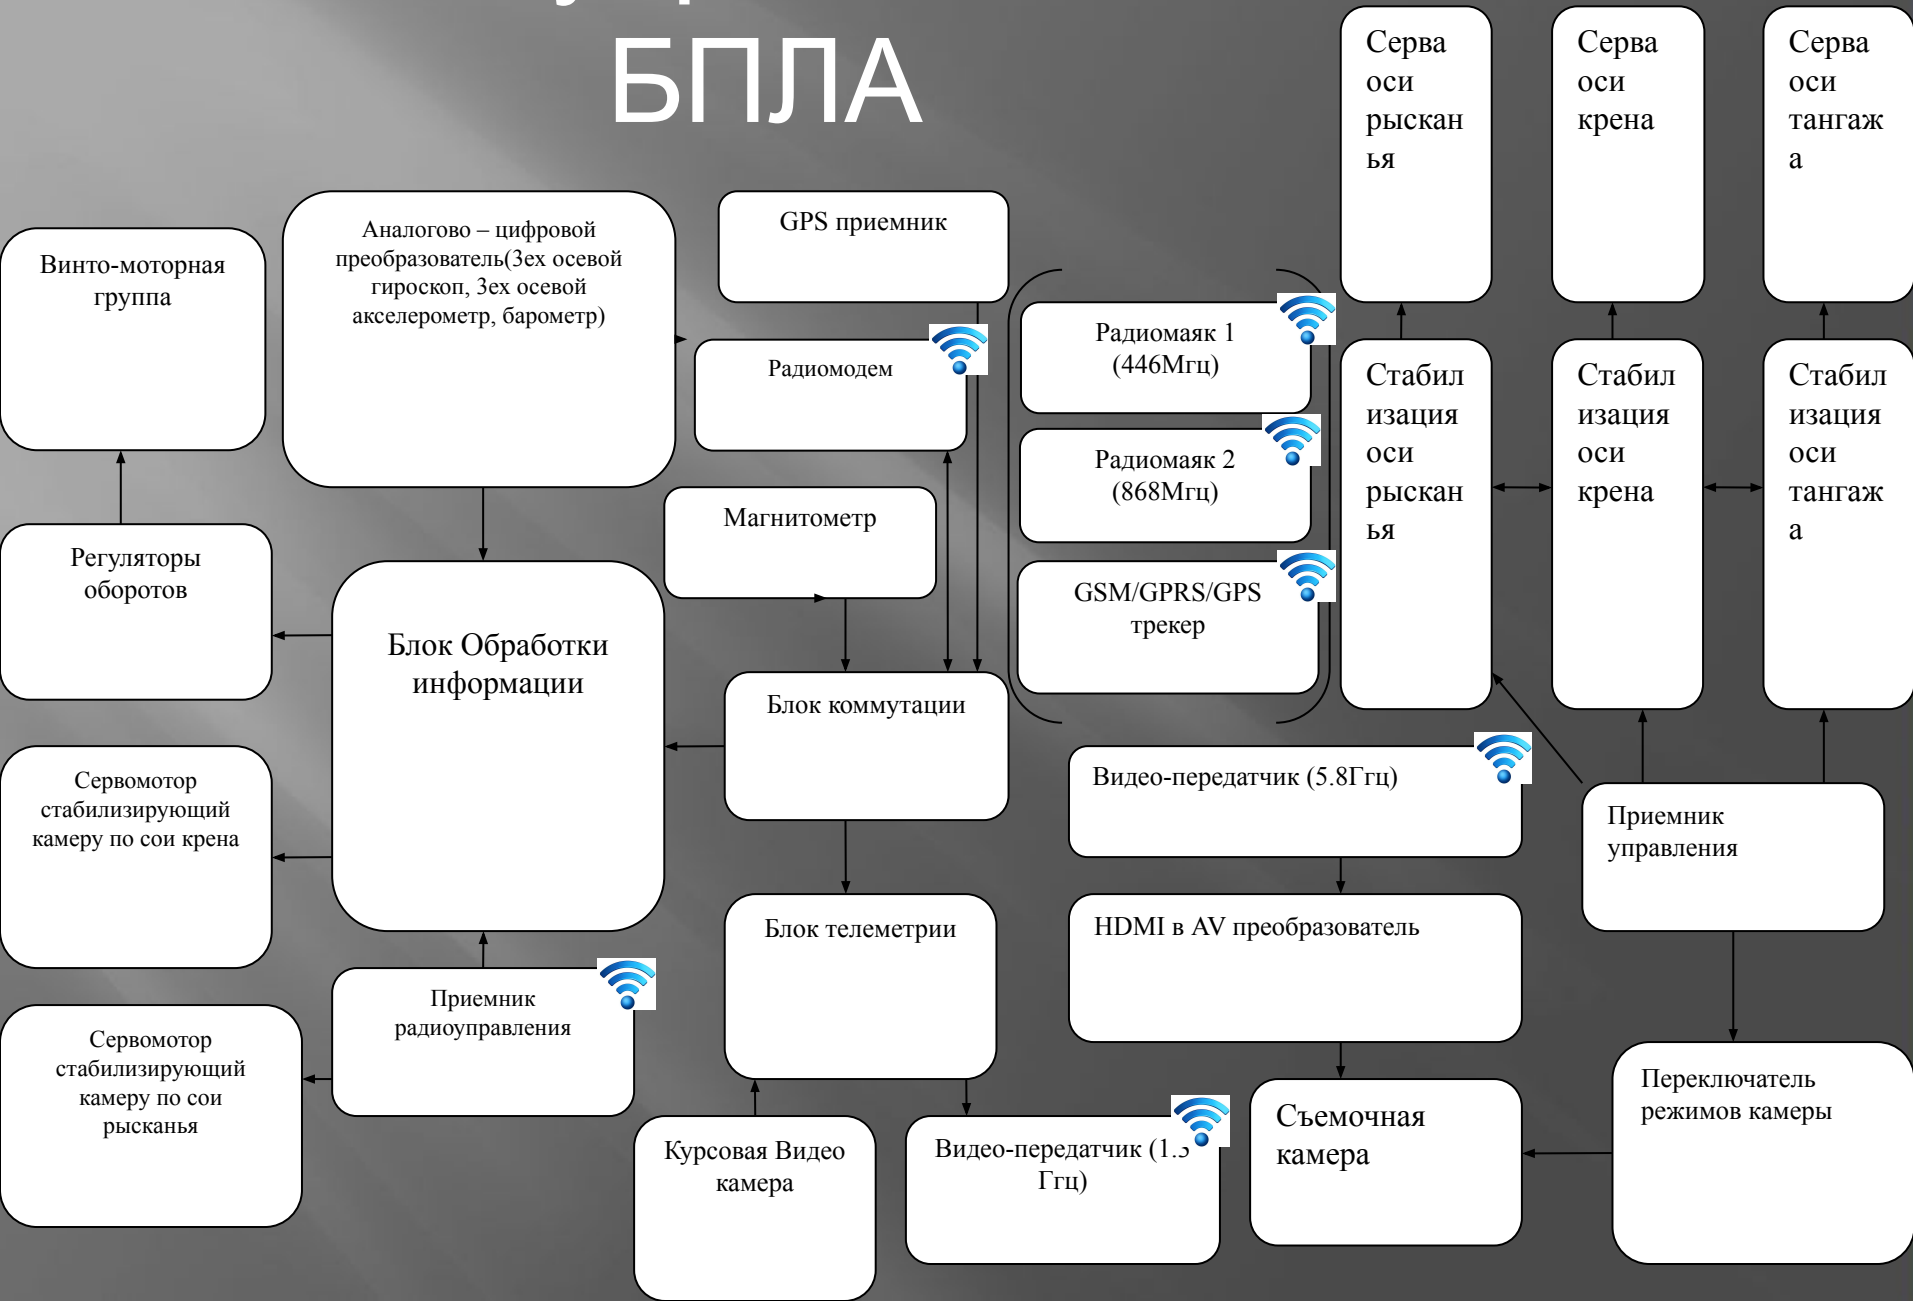 БПЛА
Серва
оси
рыскан
ья
Серва
оси
крена
Серва
оси
тангаж
а
Винто-моторная
группа
Аналогово – цифровой
преобразователь(3ех осевой
гироскоп, 3ех осевой
акселерометр, барометр)
GPS приемник
Радиомодем
Радиомаяк 1
(446Мгц)
Радиомаяк 2
(868Мгц)
GSM/GPRS/GPS
трекер
Стабил
изация
оси
рыскан
ья
Стабил
изация
оси
крена
Стабил
изация
оси
тангаж
а
Магнитометр
Регуляторы
оборотов
Блок Обработки
информации
Блок коммутации
Сервомотор
стабилизирующий
камеру по сои крена
Видео-передатчик (5.8Ггц)
Приемник
управления
Блок телеметрии
HDMI в AV преобразователь
Приемник
радиоуправления
Сервомотор
стабилизирующий
камеру по сои
рысканья
Курсовая Видео
камера
Видео-передатчик
Ггц)
Съемочная
камера
Переключатель
режимов камеры